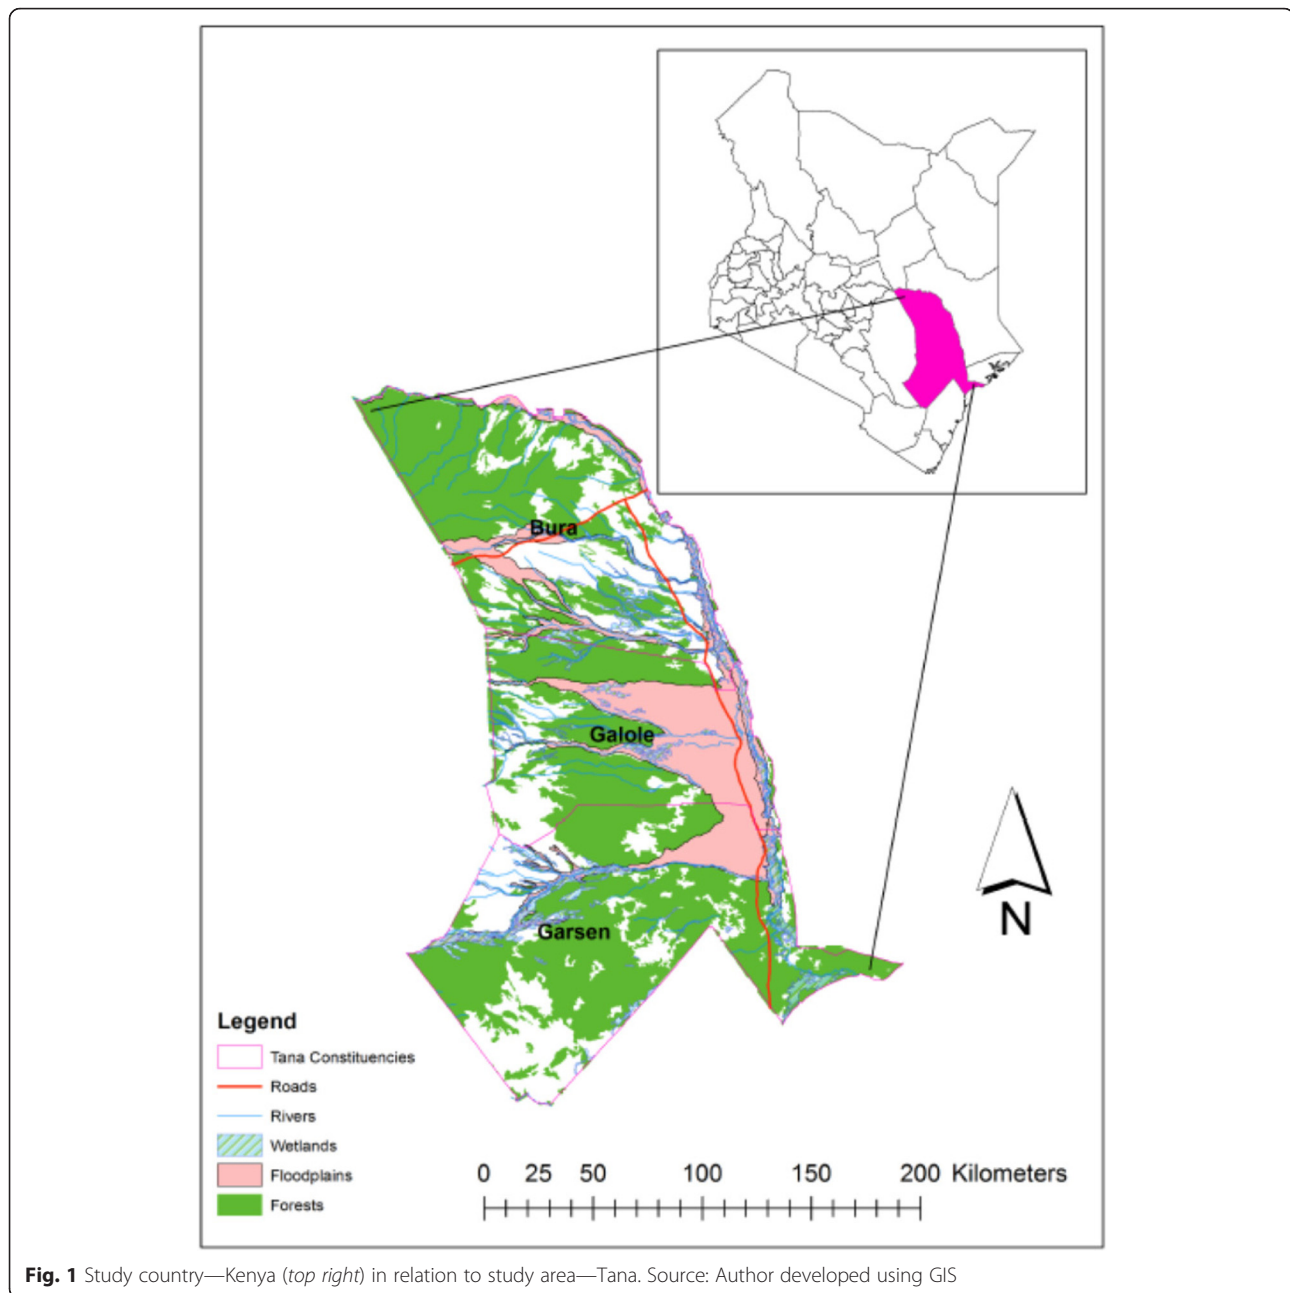 Bura
Galole
Garsen
N
Legend
Tana Constituencies
Roads
Rivers
Wetlands
Floodplains
Forests
0 25 50 100 150 200 Kilometers
Fig. 1 Study country—Kenya (top right) in relation to study area—Tana. Source: Author developed using GIS